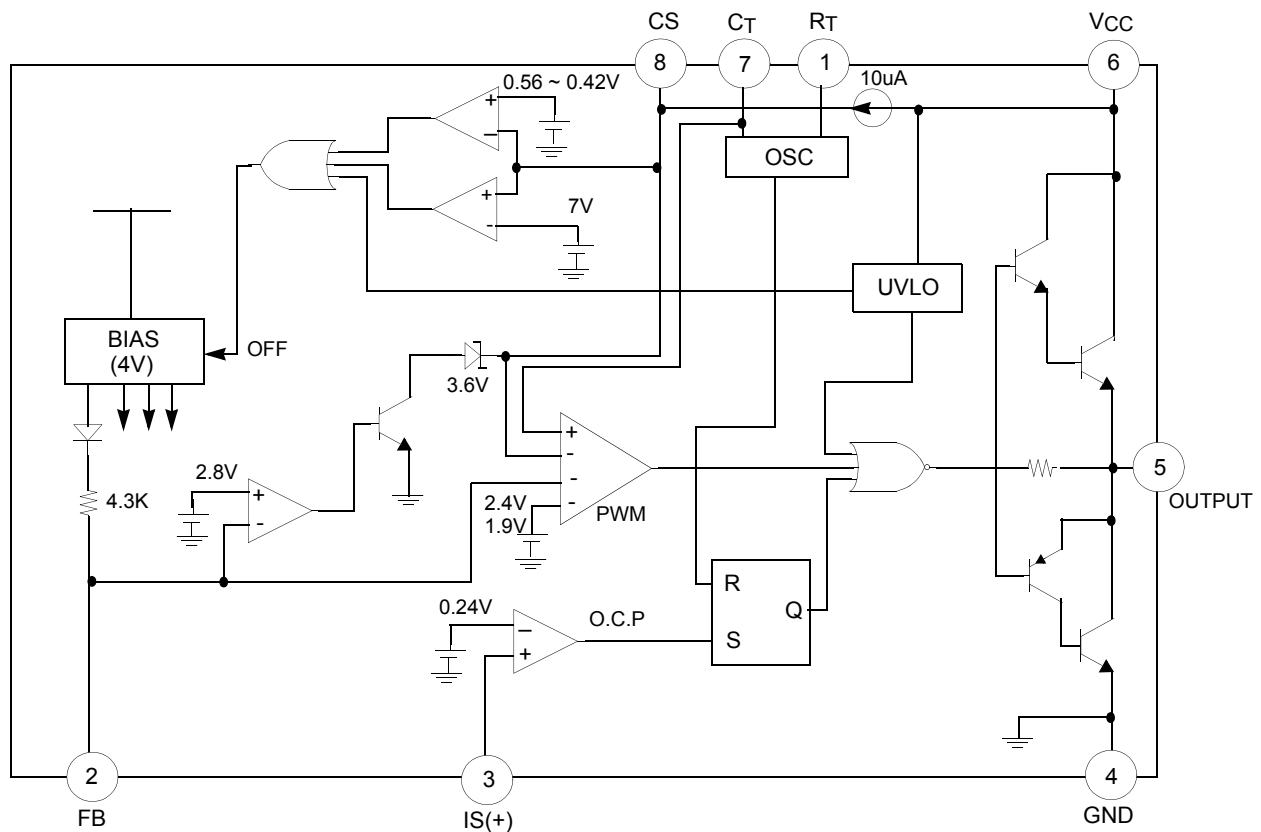 CS
CT
RT
VCC
8
7
1
6
0.56 ~ 0.42V
10uA
+
–
OSC
+
-
7V
UVLO
BIAS
(4V)
OFF
3.6V
+
-
-
-
2.8V
+
-
4.3K
2.4V
1.9V
PWM
5
OUTPUT
R
Q
S
0.24V
–
+
O.C.P
2
3
4
FB
IS(+)
GND